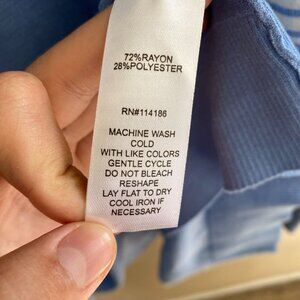 72%RAYON
28%POLYESTER
RN#114186
MACHINE WASH
COLD
WITH LIKE COLORS
GENTLE CYCLE
DO NOT BLEACH
RESHAPE
LAY FLAT TO DRY
COOL IRON IF
NECESSARY